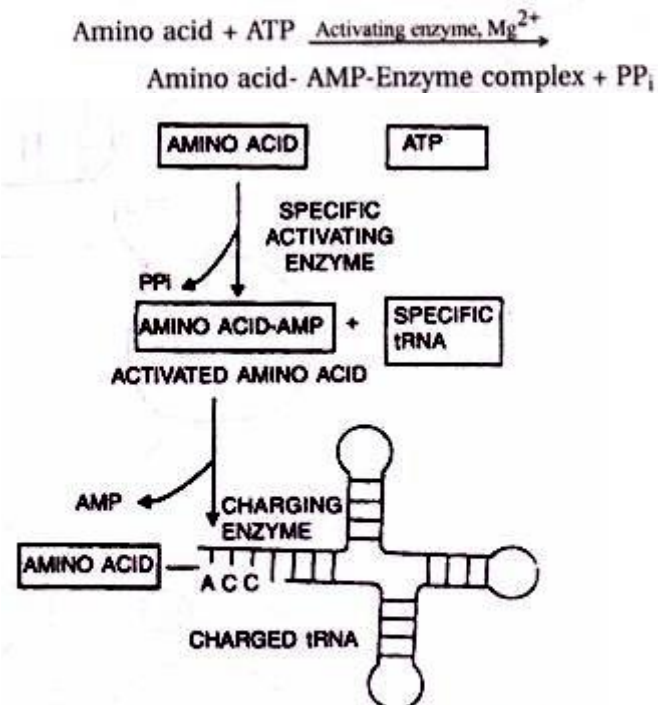 Amino acid + ATP Activating enzyme, Mg2+
Amino acid- AMP-Enzyme complex + PPi
AMINO ACID ATP
SPECIFIC
ACTIVATING
ENZYME
PPi
AMINO ACID-AMP + SPECIFIC
tRNA
ACTIVATED AMINO ACID
AMP
CHARGING
ENZYME
AMINO ACID
A C C
CHARGED tRNA